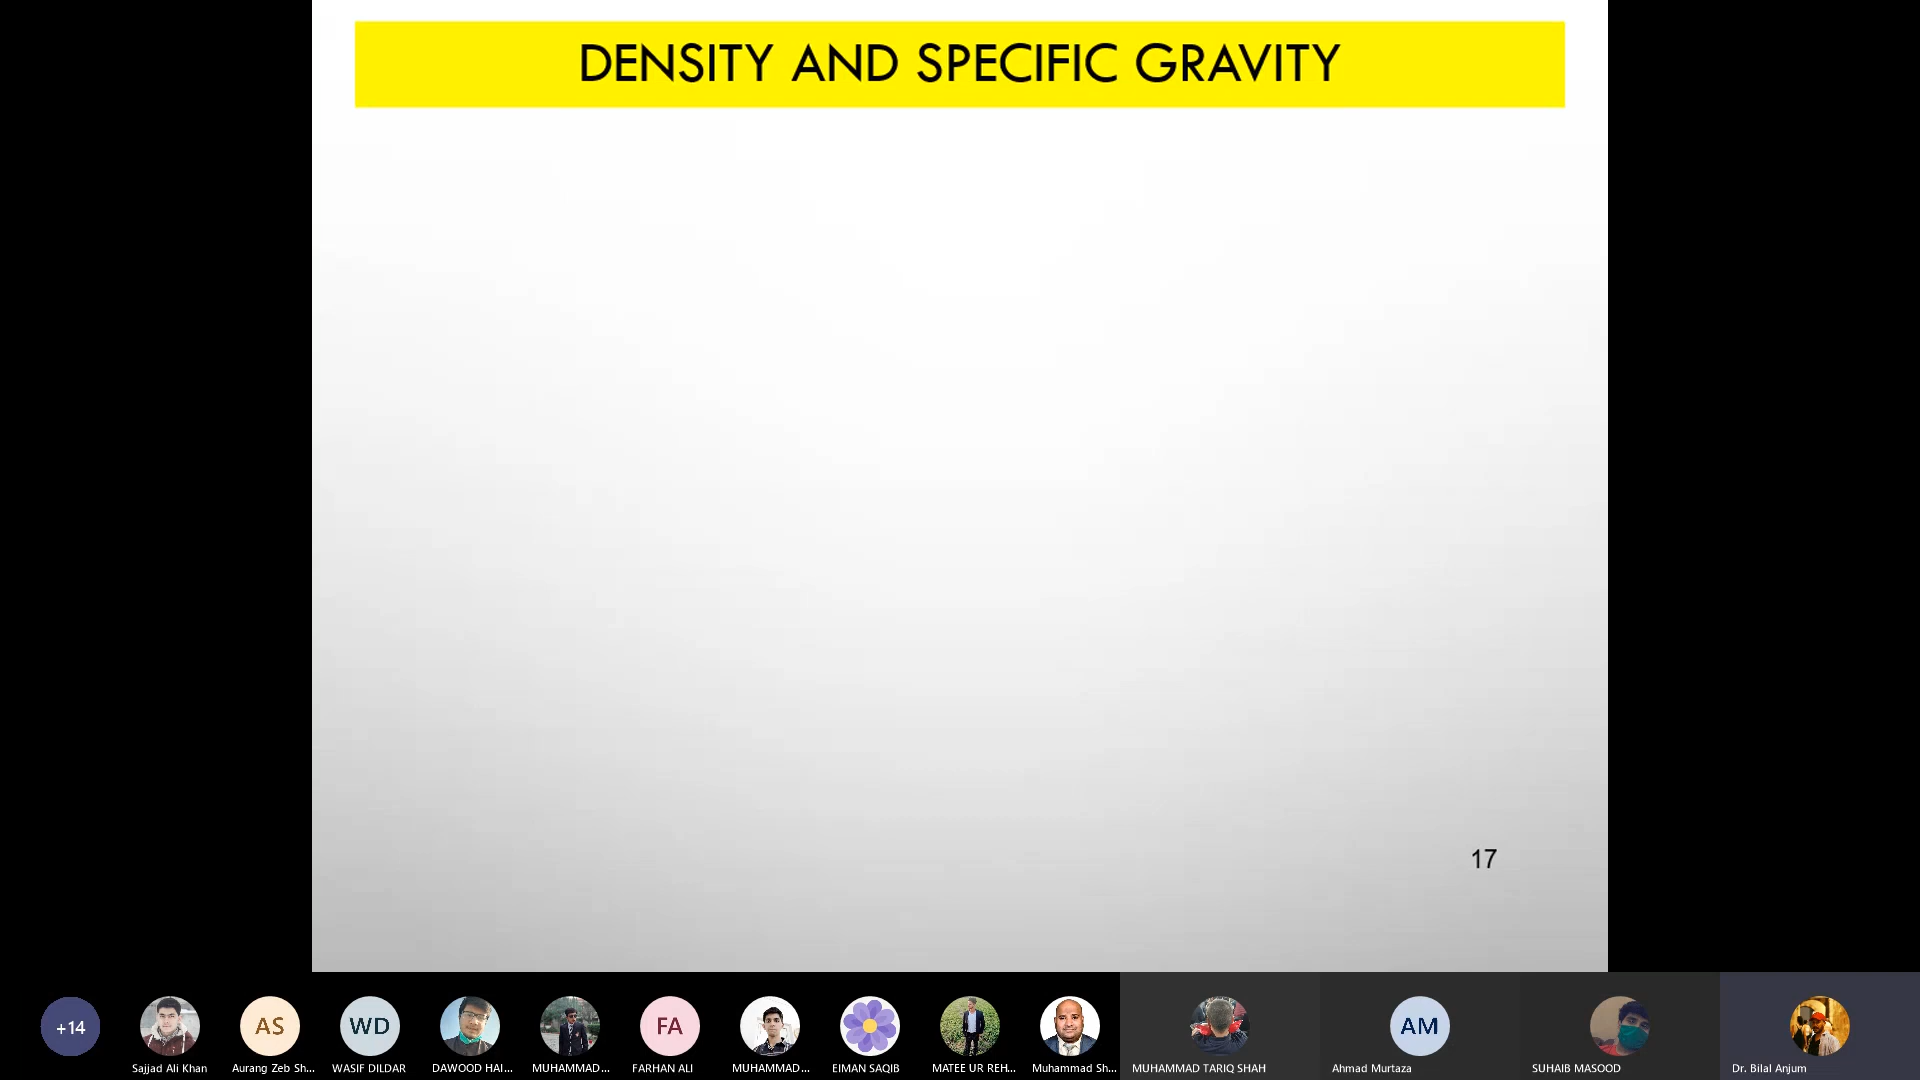 DENSITY AND SPECIFIC GRAVITY
17
+14
Sajjad Ali Khan
AS
Aurang Zeb Sh...
WD
WASIF DILDAR
DAWOOD HAI...
MUHAMMAD...
FA
FARHAN ALI
MUHAMMAD...
EIMAN SAQIB
MATEE UR REH...
Muhammad Sh...
MUHAMMAD TARIQ SHAH
AM
Ahmad Murtaza
SUHAIB MASOOD
Dr. Bilal Anjum